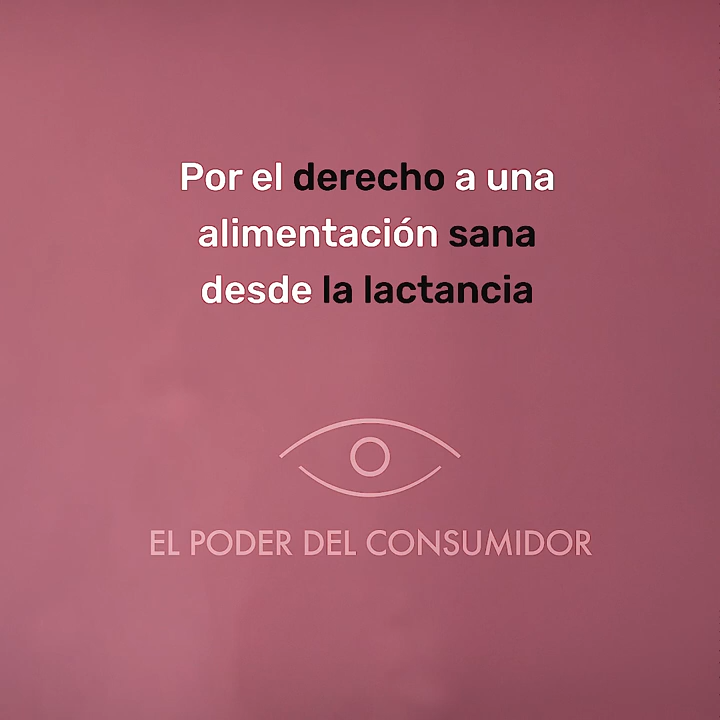 Por el derecho a una
alimentación sana
desde la lactancia
EL PODER DEL CONSUMIDOR